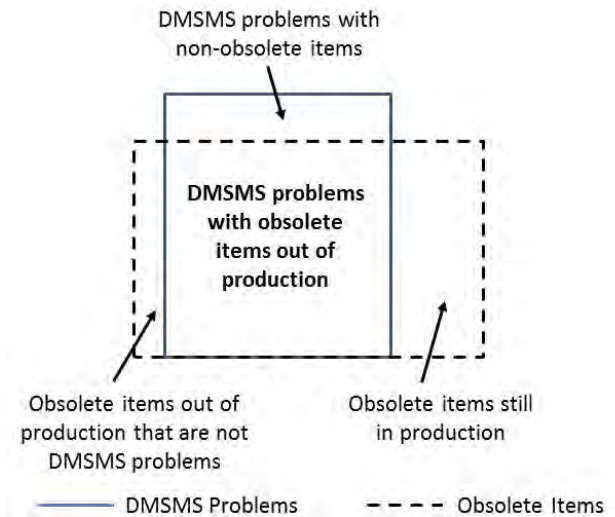 DMSMS problems with
non-obsolete items
DMSMS problems
with obsolete
items out of
production
Obsolete items out of
production that are not
DMSMS problems
Obsolete items still
in production
DMSMS Problems
Obsolete Items